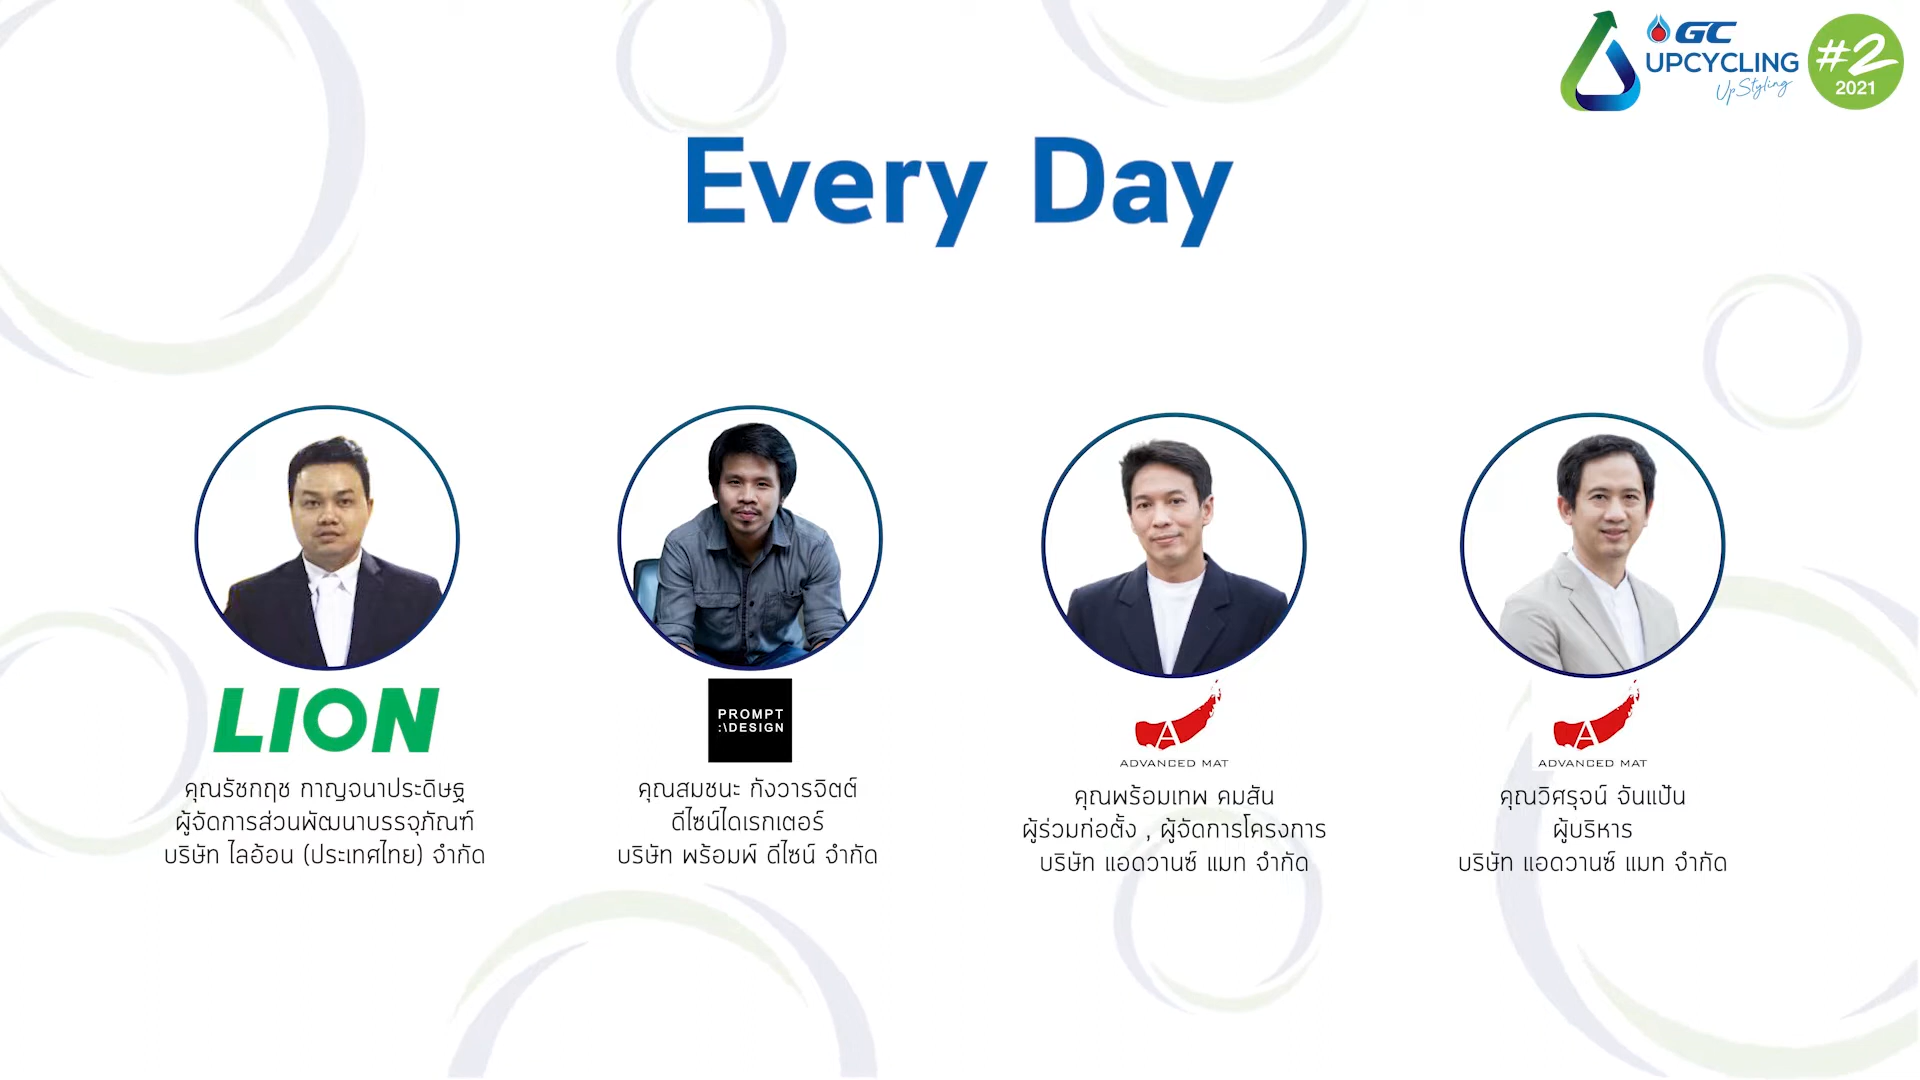 GC
UPCYCLING
UpStyling
#2
2021
Every Day
LION
คุณรัชกฤช กาญจนาประดิษฐ
ผู้จัดการส่วนพัฒนาบรรจุภัณฑ์
บริษัท ไลอ้อน (ประเทศไทย) จำกัด
PROMPT
:\DESIGN
คุณสมชนะ กังวารจิตต์
ดีไซน์ไดเรกเตอร์
บริษัท พร้อมพ์ ดีไซน์ จำกัด
A
ADVANCED MAT
คุณพร้อมเทพ คมสัน
ผู้ร่วมก่อตั้ง , ผู้จัดการโครงการ
บริษัท แอดวานซ์ แมท จำกัด
A
ADVANCED MAT
คุณวิศรุจน์ จันแป้น
ผู้บริหาร
บริษัท แอดวานซ์ แมท จำกัด